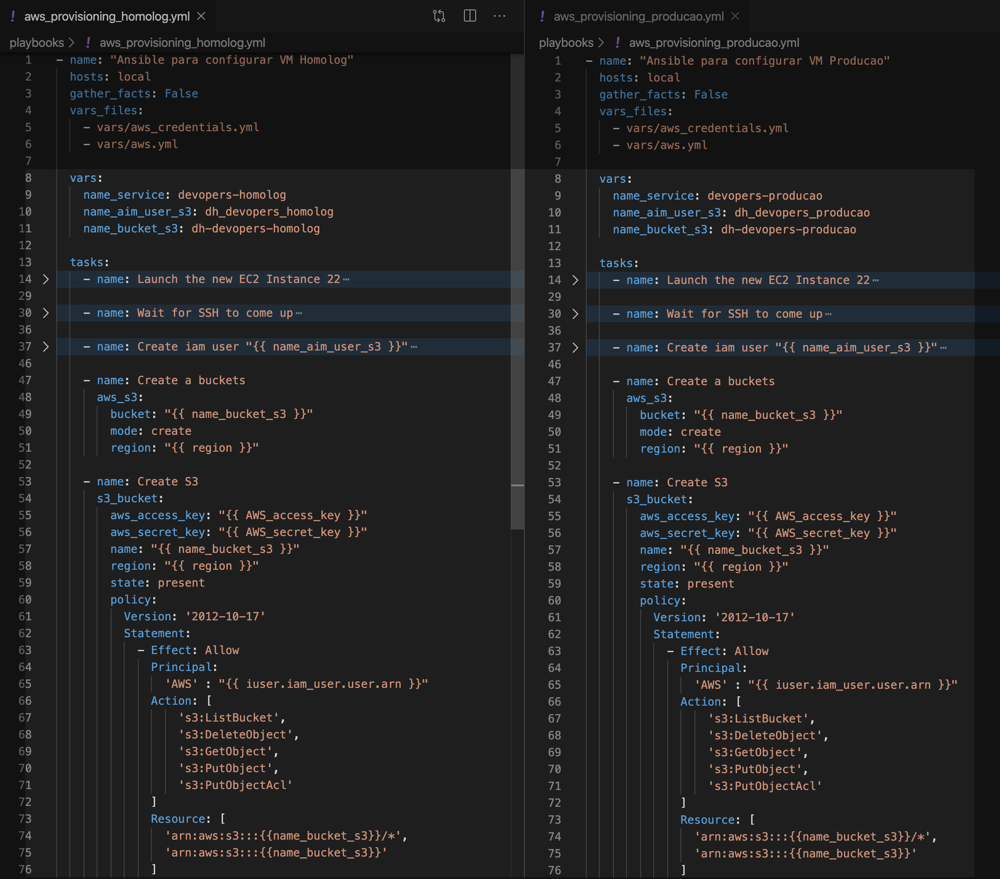 aws_provisioning_homolog.yml
playbooks > ! aws_provisioning_homolog.yml
1 - name: "Ansible para configurar VM Homolog"
2 hosts: local
3 gather_facts: False
4 vars_files:
5 - vars/aws_credentials.yml
6 - vars/aws.yml
7
8 vars:
9 name_service: devopers-homolog
10 name_aim_user_s3: dh_devopers_homolog
11 name_bucket_s3: dh-devopers-homolog
12
13 tasks:
14 - name: Launch the new EC2 Instance 22…
29
30 - name: Wait for SSH to come up…
36
37 - name: Create iam user "{{ name_aim_user_s3 }}"…
46
47 - name: Create a buckets
48 aws_s3:
49 bucket: "{{ name_bucket_s3 }}"
50 mode: create
51 region: "{{ region }}"
52
53 - name: Create S3
54 s3_bucket:
55 aws_access_key: "{{ AWS_access_key }}"
56 aws_secret_key: "{{ AWS_secret_key }}"
57 name: "{{ name_bucket_s3 }}"
58 region: "{{ region }}"
59 state: present
60 policy:
61 Version: '2012-10-17'
62 Statement:
63 - Effect: Allow
64 Principal:
65 'AWS' : "{{ iuser.iam_user.user.arn }}"
66 Action: [
67 's3:ListBucket',
68 's3:DeleteObject',
69 's3:GetObject',
70 's3:PutObject',
71 's3:PutObjectAcl'
72 ]
73 Resource: [
74 'arn:aws:s3:::{{name_bucket_s3}}/*',
75 'arn:aws:s3:::{{name_bucket_s3}}'
76 ]
aws_provisioning_producao.yml
playbooks > ! aws_provisioning_producao.yml
1 - name: "Ansible para configurar VM Producao"
2 hosts: local
3 gather_facts: False
4 vars_files:
5 - vars/aws_credentials.yml
6 - vars/aws.yml
7
8 vars:
9 name_service: devopers-producao
10 name_aim_user_s3: dh_devopers_producao
11 name_bucket_s3: dh-devopers-producao
12
13 tasks:
14 - name: Launch the new EC2 Instance 22…
29
30 - name: Wait for SSH to come up…
36
37 - name: Create iam user "{{ name_aim_user_s3 }}"…
46
47 - name: Create a buckets
48 aws_s3:
49 bucket: "{{ name_bucket_s3 }}"
50 mode: create
51 region: "{{ region }}"
52
53 - name: Create S3
54 s3_bucket:
55 aws_access_key: "{{ AWS_access_key }}"
56 aws_secret_key: "{{ AWS_secret_key }}"
57 name: "{{ name_bucket_s3 }}"
58 region: "{{ region }}"
59 state: present
60 policy:
61 Version: '2012-10-17'
62 Statement:
63 - Effect: Allow
64 Principal:
65 'AWS' : "{{ iuser.iam_user.user.arn }}"
66 Action: [
67 's3:ListBucket',
68 's3:DeleteObject',
69 's3:GetObject',
70 's3:PutObject',
71 's3:PutObjectAcl'
72 ]
73 Resource: [
74 'arn:aws:s3:::{{name_bucket_s3}}/*',
75 'arn:aws:s3:::{{name_bucket_s3}}'
76 ]